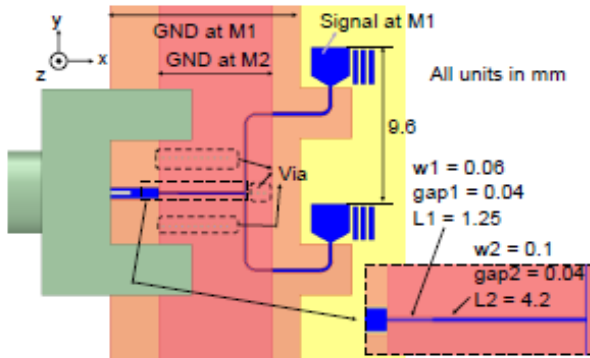 y
x
z
GND at M1
GND at M2
Signal at M1
All units in mm
9.6
Via
w1 = 0.06
gap1 = 0.04
L1 = 1.25
w2 = 0.1
gap2 = 0.04
L2 = 4.2